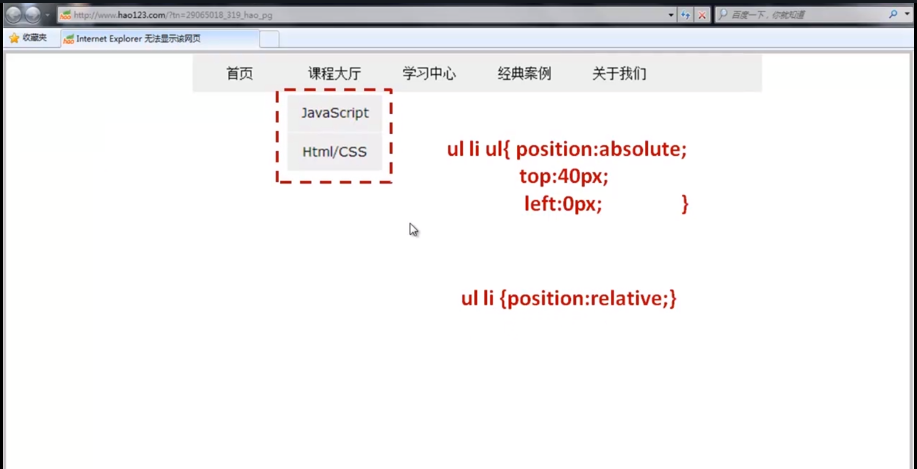 http://www.hao123.com/?tn=29065018_319_hao_pg
百度一下，你就知道
收藏夹
hao Internet Explorer 无法显示该网页
首页 课程大厅 学习中心 经典案例 关于我们
JavaScript
Html/CSS
ul li ul{ position:absolute;
top:40px;
left:0px; }
ul li {position:relative;}